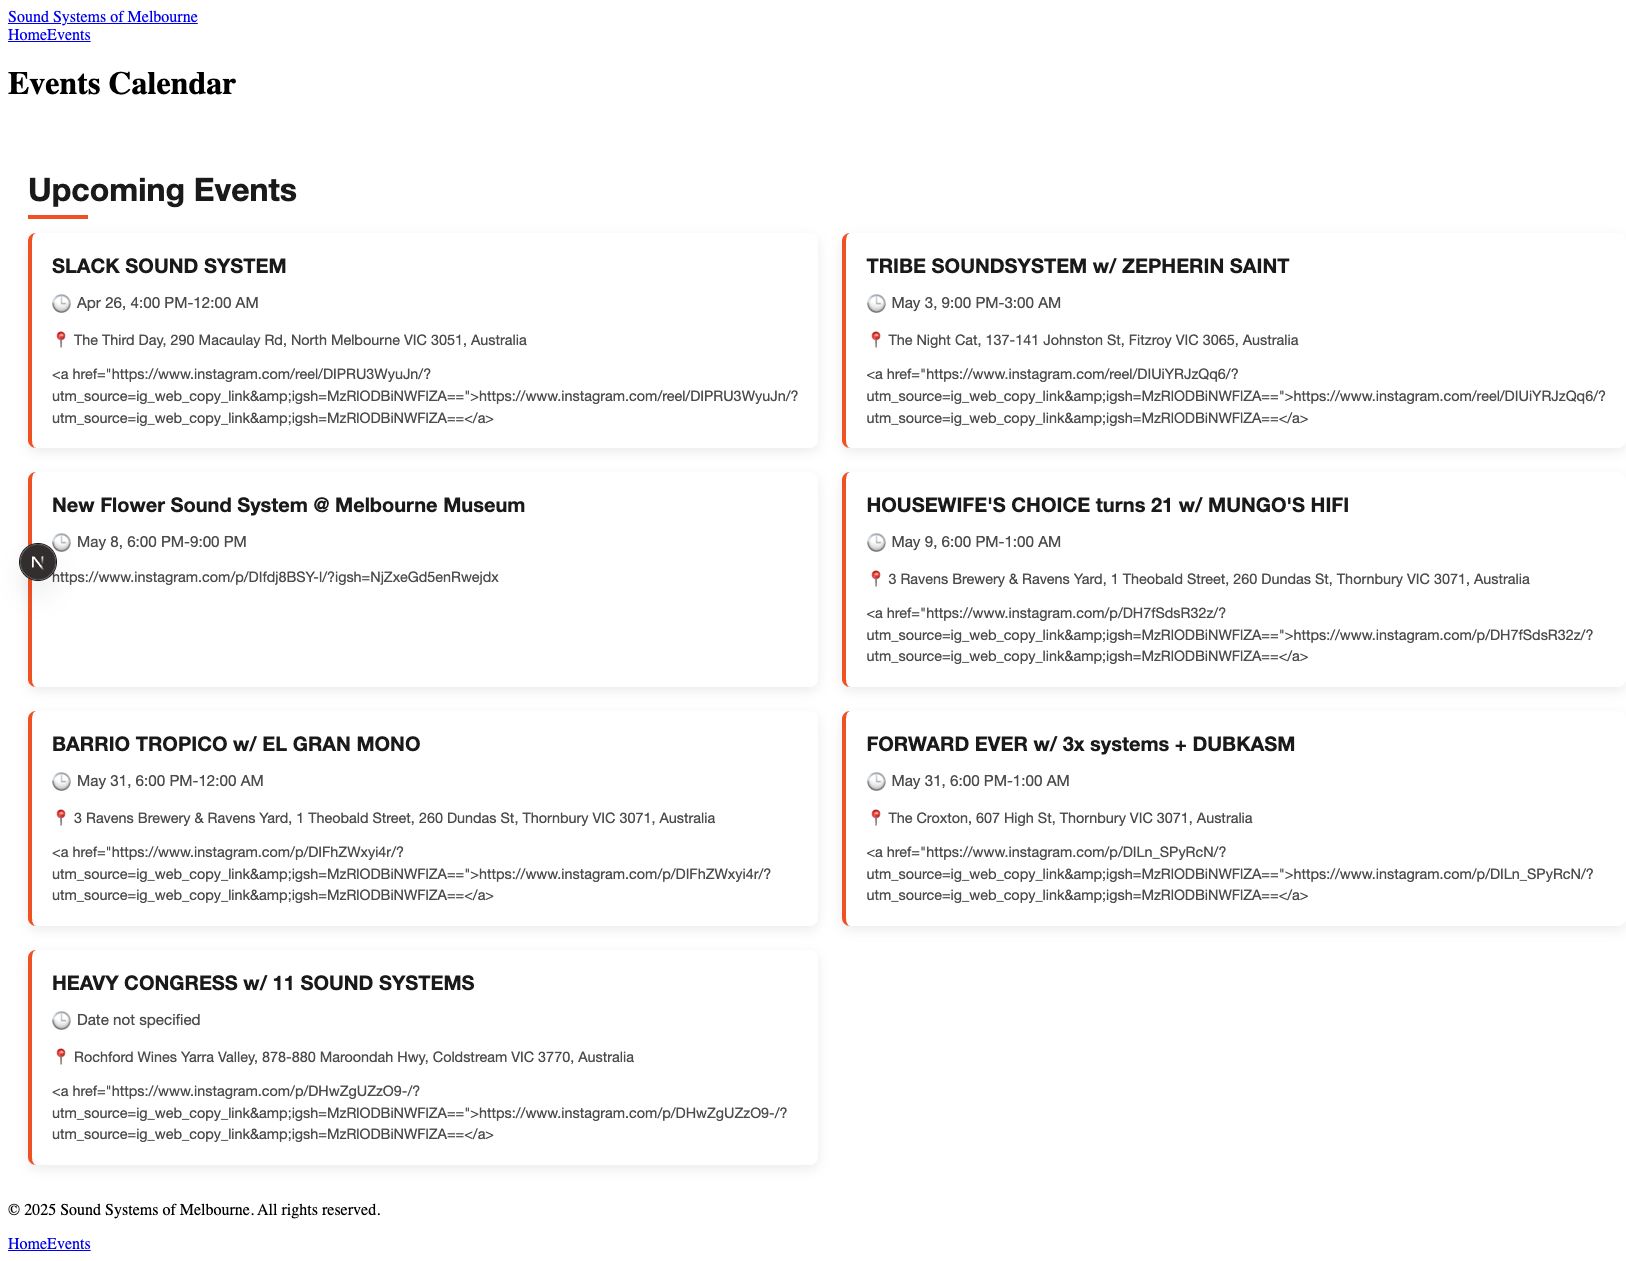 Sound Systems of Melbourne
HomeEvents
Events Calendar
Upcoming Events
SLACK SOUND SYSTEM
Apr 26, 4:00 PM-12:00 AM
The Third Day, 290 Macaulay Rd, North Melbourne VIC 3051, Australia
<a href="https://www.instagram.com/reel/DIPRU3WyuJn/?
utm_source=ig_web_copy_link&amp;igsh=MzRlODBiNWFlZA==">https://www.instagram.com/reel/DIPRU3WyuJn/?
utm_source=ig_web_copy_link&amp;igsh=MzRlODBiNWFlZA==</a>
TRIBE SOUNDSYSTEM w/ ZEPHERIN SAINT
May 3, 9:00 PM-3:00 AM
The Night Cat, 137-141 Johnston St, Fitzroy VIC 3065, Australia
<a href="https://www.instagram.com/reel/DIUiYRJzQq6/?
utm_source=ig_web_copy_link&amp;igsh=MzRlODBiNWFlZA==">https://www.instagram.com/reel/DIUiYRJzQq6/?
utm_source=ig_web_copy_link&amp;igsh=MzRlODBiNWFlZA==</a>
New Flower Sound System @ Melbourne Museum
May 8, 6:00 PM-9:00 PM
N
https://www.instagram.com/p/DIfdj8BSY-l/?igsh=NjZxeGd5enRwejdx
HOUSEWIFE'S CHOICE turns 21 w/ MUNGO'S HIFI
May 9, 6:00 PM-1:00 AM
3 Ravens Brewery & Ravens Yard, 1 Theobald Street, 260 Dundas St, Thornbury VIC 3071, Australia
<a href="https://www.instagram.com/p/DH7fSdsR32z/?
utm_source=ig_web_copy_link&amp;igsh=MzRlODBiNWFlZA==">https://www.instagram.com/p/DH7fSdsR32z/?
utm_source=ig_web_copy_link&amp;igsh=MzRlODBiNWFlZA==</a>
BARRIO TROPICO w/ EL GRAN MONO
May 31, 6:00 PM-12:00 AM
3 Ravens Brewery & Ravens Yard, 1 Theobald Street, 260 Dundas St, Thornbury VIC 3071, Australia
<a href="https://www.instagram.com/p/DIFhZWxyi4r/?
utm_source=ig_web_copy_link&amp;igsh=MzRlODBiNWFlZA==">https://www.instagram.com/p/DIFhZWxyi4r/?
utm_source=ig_web_copy_link&amp;igsh=MzRlODBiNWFlZA==</a>
FORWARD EVER w/ 3x systems + DUBKASM
May 31, 6:00 PM-1:00 AM
The Croxton, 607 High St, Thornbury VIC 3071, Australia
<a href="https://www.instagram.com/p/DILn_SPyRcN/?
utm_source=ig_web_copy_link&amp;igsh=MzRlODBiNWFlZA==">https://www.instagram.com/p/DILn_SPyRcN/?
utm_source=ig_web_copy_link&amp;igsh=MzRlODBiNWFlZA==</a>
HEAVY CONGRESS w/ 11 SOUND SYSTEMS
Date not specified
Rochford Wines Yarra Valley, 878-880 Maroondah Hwy, Coldstream VIC 3770, Australia
<a href="https://www.instagram.com/p/DHwZgUZzO9-/?
utm_source=ig_web_copy_link&amp;igsh=MzRlODBiNWFlZA==">https://www.instagram.com/p/DHwZgUZzO9-/?
utm_source=ig_web_copy_link&amp;igsh=MzRlODBiNWFlZA==</a>
© 2025 Sound Systems of Melbourne. All rights reserved.
HomeEvents